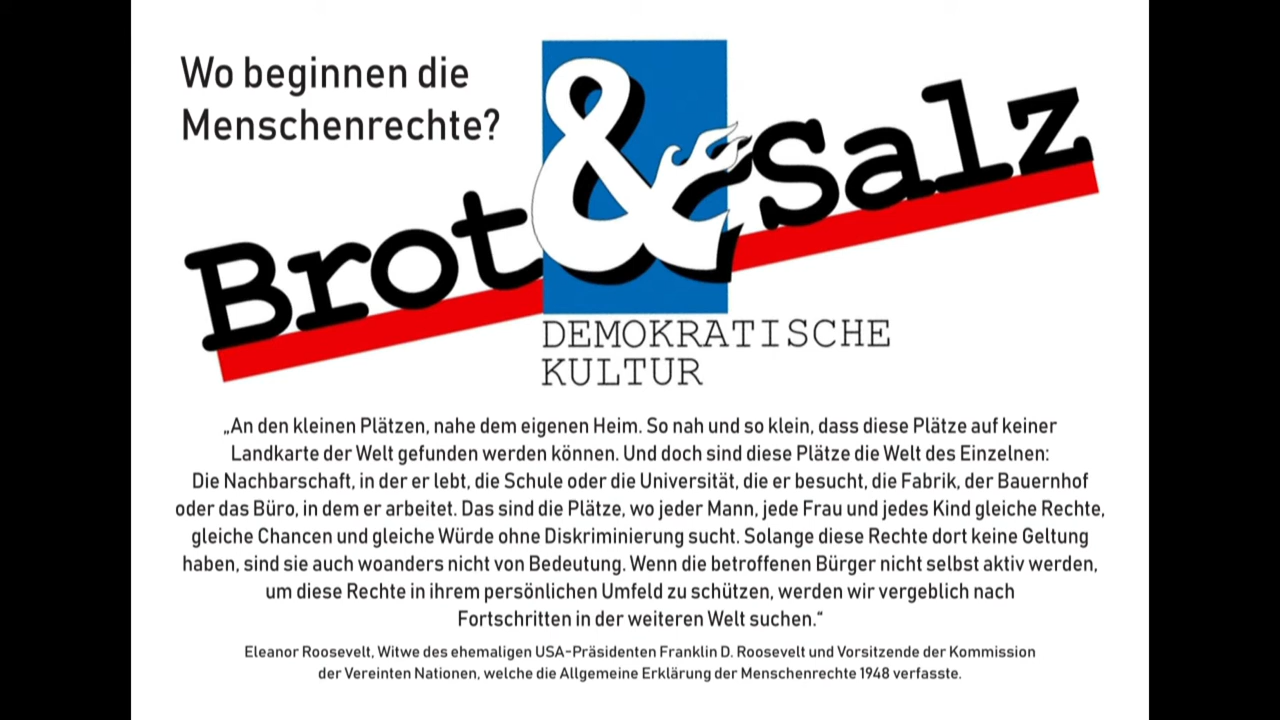 Wo beginnen die
Menschenrechte?
Brot & Salz
DEMOKRATISCHE
KULTUR
„An den kleinen Plätzen, nahe dem eigenen Heim. So nah und so klein, dass diese Plätze auf keiner
Landkarte der Welt gefunden werden können. Und doch sind diese Plätze die Welt des Einzelnen:
Die Nachbarschaft, in der er lebt, die Schule oder die Universität, die er besucht, die Fabrik, der Bauernhof
oder das Büro, in dem er arbeitet. Das sind die Plätze, wo jeder Mann, jede Frau und jedes Kind gleiche Rechte,
gleiche Chancen und gleiche Würde ohne Diskriminierung sucht. Solange diese Rechte dort keine Geltung
haben, sind sie auch woanders nicht von Bedeutung. Wenn die betroffenen Bürger nicht selbst aktiv werden,
um diese Rechte in ihrem persönlichen Umfeld zu schützen, werden wir vergeblich nach
Fortschritten in der weiteren Welt suchen.“
Eleanor Roosevelt, Witwe des ehemaligen USA-Präsidenten Franklin D. Roosevelt und Vorsitzende der Kommission
der Vereinten Nationen, welche die Allgemeine Erklärung der Menschenrechte 1948 verfasste.